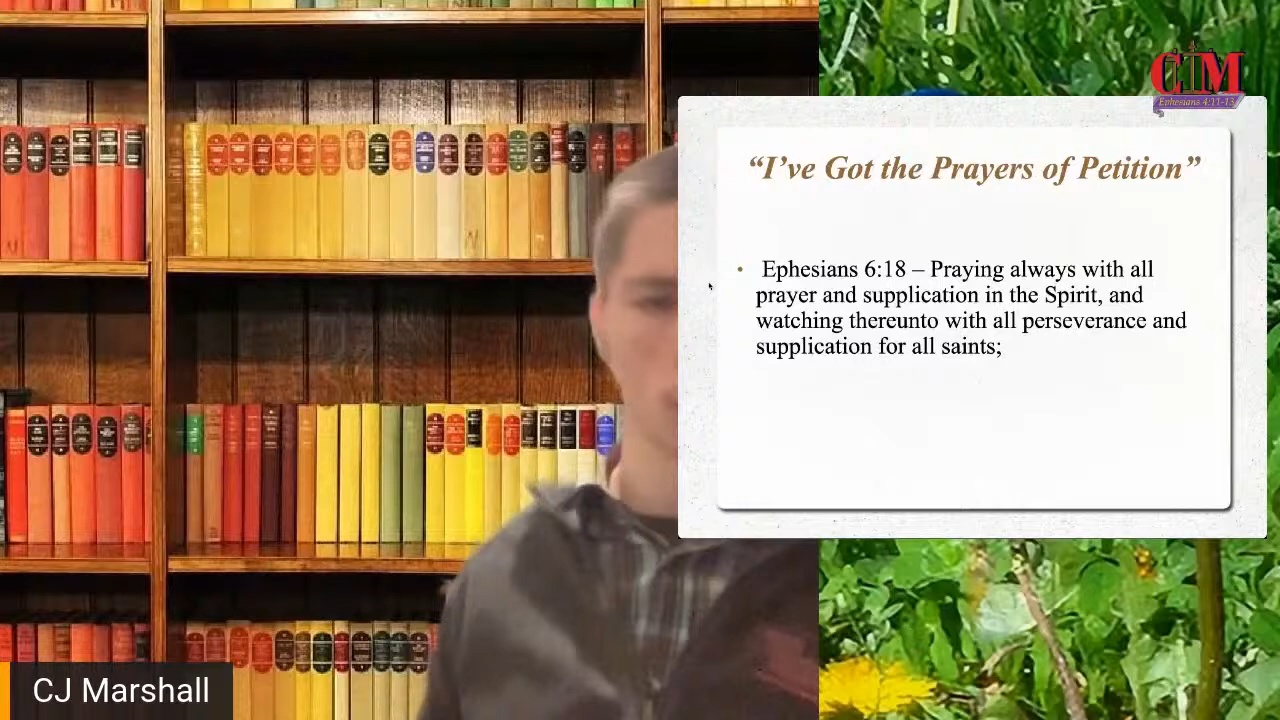 CIM
Ephesians 4:11-13
“I’ve Got the Prayers of Petition”
• Ephesians 6:18 – Praying always with all
prayer and supplication in the Spirit, and
watching thereunto with all perseverance and
supplication for all saints;
CJ Marshall